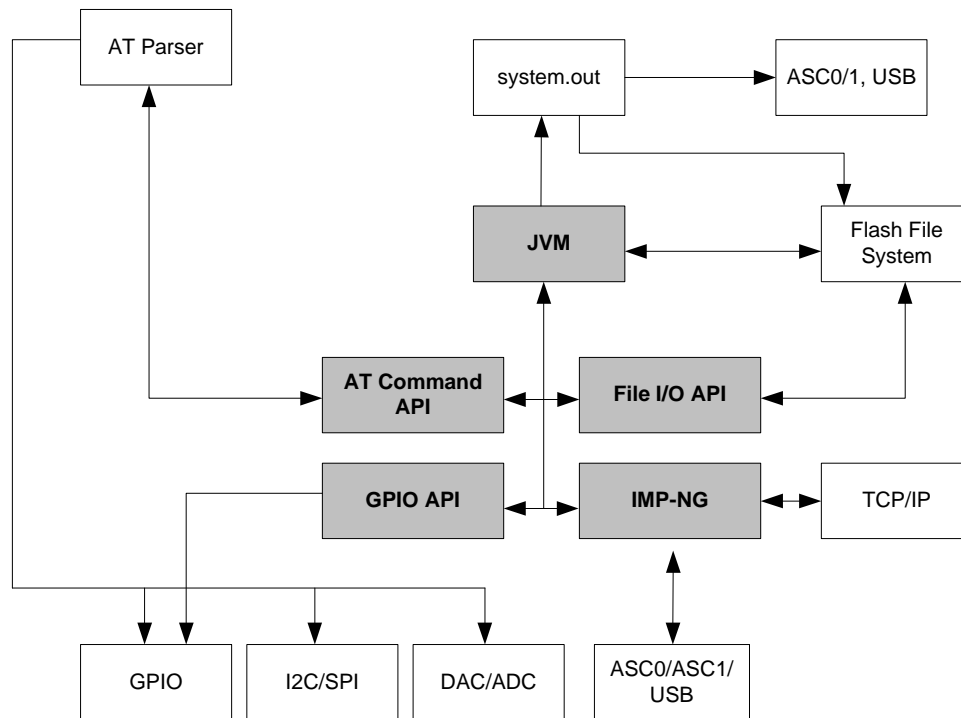 AT Parser
system.out
ASC0/1, USB
JVM
Flash File
System
AT Command
API
File I/O API
GPIO API
IMP-NG
TCP/IP
GPIO
I2C/SPI
DAC/ADC
ASC0/ASC1/
USB